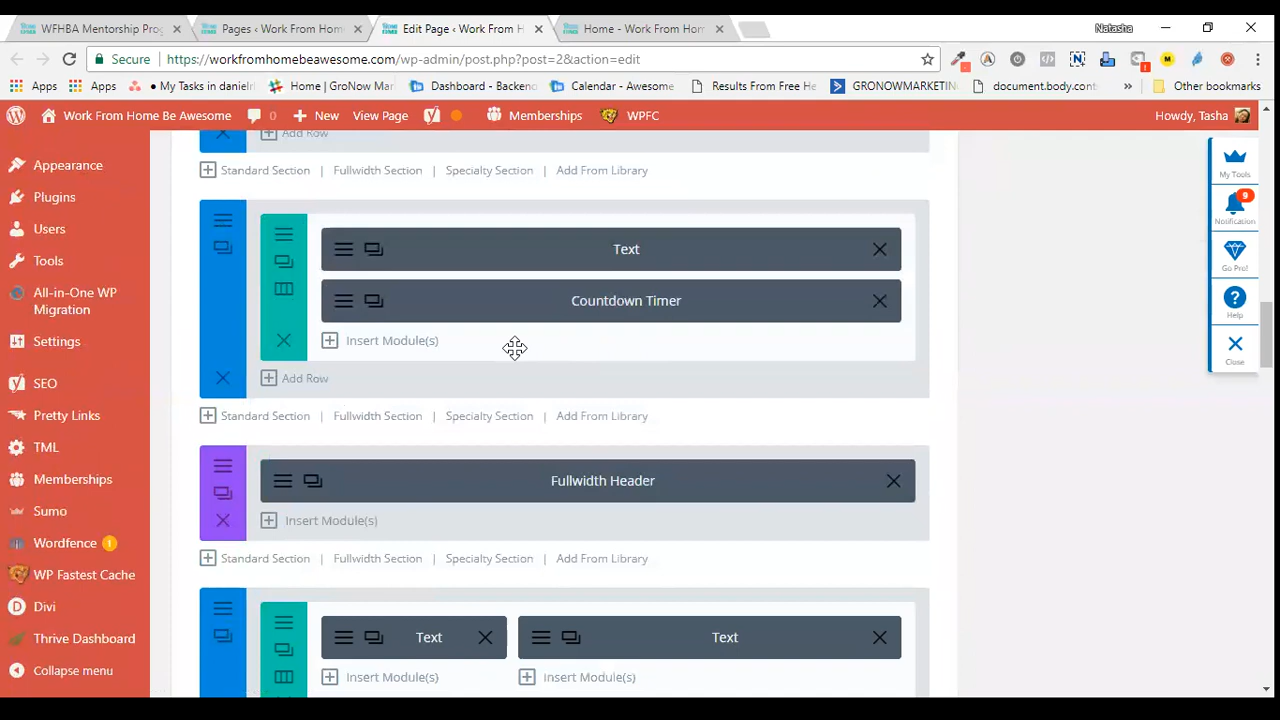 Natasha
WFHBA Mentorship Prog
Pages ‹ Work From Hom
Edit Page ‹ Work From H
Home - Work From Hom
Secure
https://workfromhomebeawesome.com/wp-admin/post.php?post=2&action=edit
Apps
Apps
My Tasks in danielr
Home | GroNow Mar
Dashboard - Backend
Calendar - Awesome
Results From Free He
GRONOWMARKETING
document.body.cont
»
Other bookmarks
Work From Home Be Awesome
0
New
View Page
Memberships
WPFC
Howdy, Tasha
Appearance
Plugins
Users
Tools
All-in-One WP
Migration
Settings
SEO
Pretty Links
TML
Memberships
Sumo
Wordfence 1
WP Fastest Cache
Divi
Thrive Dashboard
Collapse menu
Add Row
Standard Section | Fullwidth Section | Specialty Section | Add From Library
Text
Countdown Timer
Insert Module(s)
Add Row
Standard Section | Fullwidth Section | Specialty Section | Add From Library
Fullwidth Header
Insert Module(s)
Standard Section | Fullwidth Section | Specialty Section | Add From Library
Text
Text
Insert Module(s)
Insert Module(s)
My Tools
9
Notification
Go Pro!
Help
Close